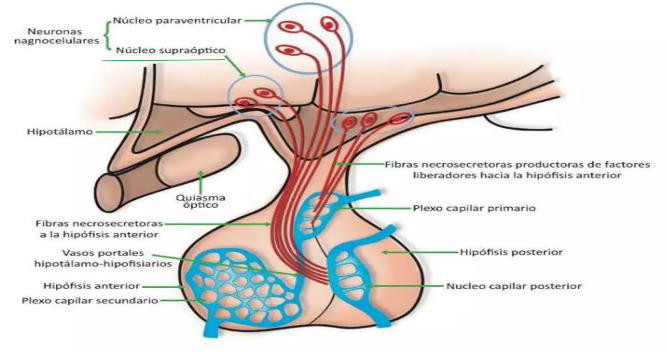 Núcleo paraventricular
Neuronas
nagnocelulares
Núcleo supraóptico
Hipotálamo
Quiasma
óptico
Fibras necrosecretoras productoras de factores
liberadores hacia la hipófisis anterior
Plexo capilar primario
Fibras necrosecretoras
a la hipófisis anterior
Vasos portales
hipotálamo-hipofisiarios
Hipófisis posterior
Hipófisis anterior
Nucleo capilar posterior
Plexo capilar secundario